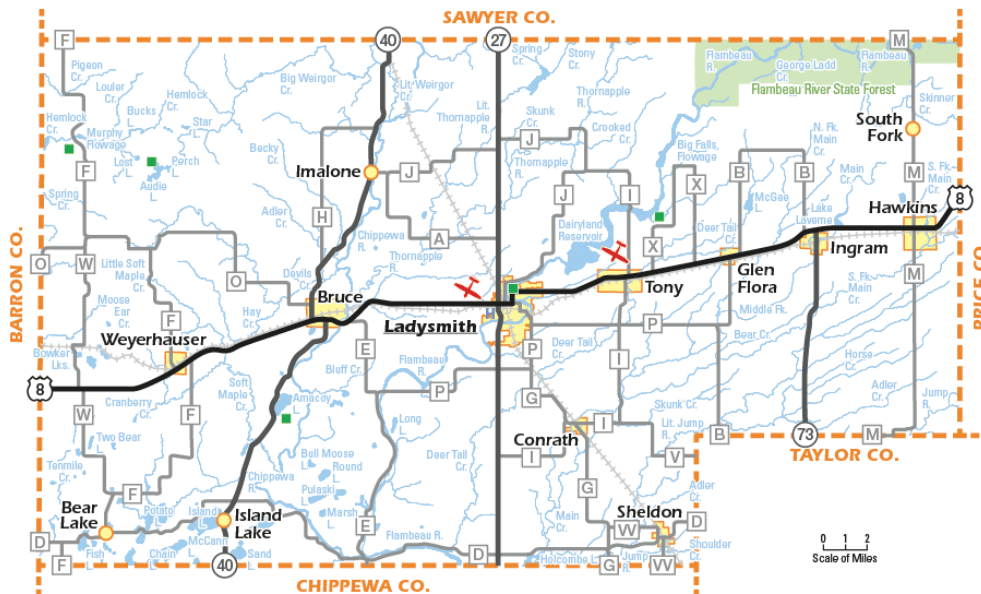 SAWYER CO.
F
40
27
M
Pigeon
Cr.
Louler
Cr.
Hemlock
Cr.
Bucks
L.
Star
L.
Hemlock
Cr.
Murphy
Flowage
Lost
L.
Perch
L.
Audie
L.
F
Spring
Cr.
Big Weirgor
Cr.
Lit. Weirgor
Cr.
Lit.
Thornapple
R.
Becky
Cr.
Imalone
J
Adler
Cr.
H
A
Chippewa
R.
Thornapple
R.
Spring
Cr.
Stony
Cr.
Skunk
Cr.
Thornapple
R.
Crooked
Cr.
J
Thornapple
R.
J
I
Flambeau
R.
George Ladd
Cr.
Flambeau
R.
Flambeau River State Forest
Big Falls
Flowage
X
B
B
N. Fk.
Main
Cr.
Main
Cr.
Skinner
Cr.
South
Fork
M
S. Fk.
Main
Cr.
McGee
L.
Lake
Laverne
Hawkins
8
Dairyland
Reservoir
X
Deer Tail
Cr.
Ingram
BARRON CO.
PRICE CO.
O
W
Little Soft
Maple
Cr.
O
Devils
Cr.
Moose
Ear
Cr.
F
Hay
Cr.
Bruce
Weyerhauser
Bowker
Lks.
8
Cranberry
Cr.
W
F
Soft
Maple
Cr.
H
Ladysmith
Tony
Glen
Flora
S. Fk.
Main
Cr.
M
E
Flambeau
R.
Bluff Cr.
P
Deer Tail
Cr.
P
P
I
Middle Fk.
Bear Cr.
Horse
Cr.
Adler
Cr.
Jump
R.
G
Amacoy
L.
Long
L.
Two Bear
L.
Tenmile
Cr.
Bull Moose
L.
Round
L.
Deer Tail
Cr.
Conrath
I
I
Skunk Cr.
Lit. Jump
R.
V
B
73
M
TAYLOR CO.
F
Chippewa
R.
Pulaski
L.
Marsh
L.
E
G
Bear
Lake
Potato
L.
Island
L.
Island
Lake
McCann
L.
Chain
L.
Sand
L.
Fish
L.
D
F
40
Flambeau R.
D
Main
Cr.
Sheldon
VV
D
Adler
Cr.
Shoulder
Cr.
Holcombe L.
Jump
R.
G
VV
0 1 2
Scale of Miles
CHIPPEWA CO.